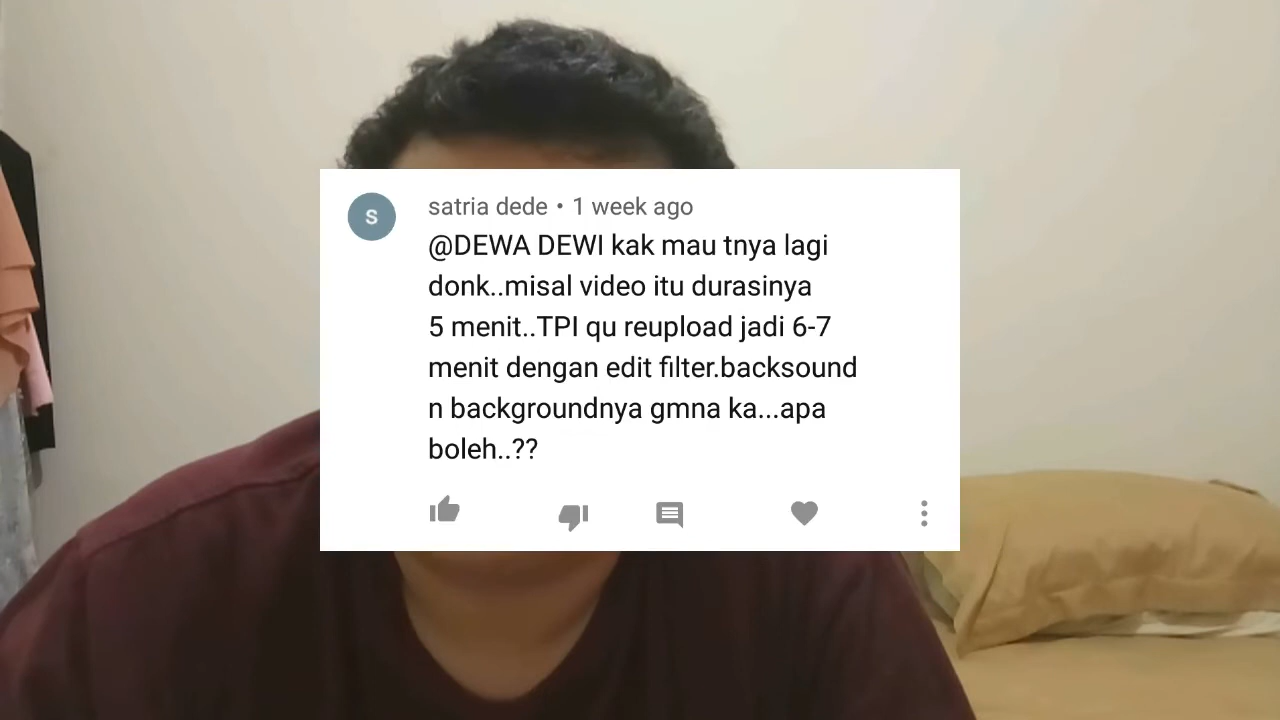 S
satria dede • 1 week ago
@DEWA DEWI kak mau tnya lagi
donk..misal video itu durasinya
5 menit..TPI qu reupload jadi 6-7
menit dengan edit filter.backsound
n backgroundnya gmna ka...apa
boleh..??